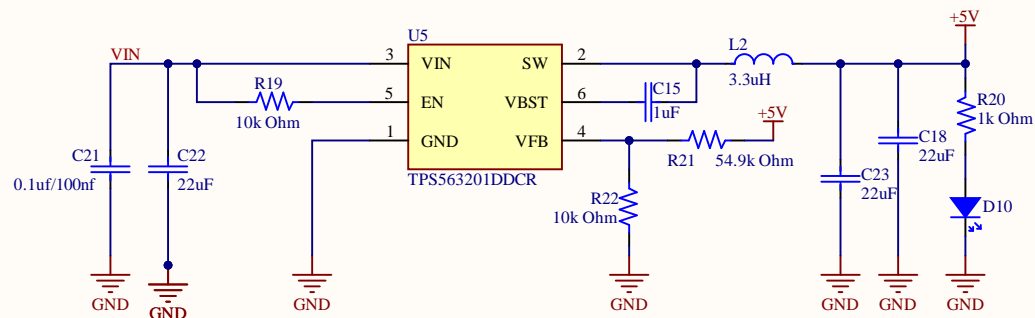 +5V
U5
L2
VIN
3
VIN
SW
2
3.3uH
R19
10k Ohm
5
EN
VBST
6
C15
1uF
+5V
R20
1k Ohm
1
GND
VFB
4
R21
54.9k Ohm
C18
22uF
C21
0.1uf/100nf
C22
22uF
TPS563201DDCR
C23
22uF
R22
10k Ohm
D10
GND
GND
GND
GND
GND
GND
GND